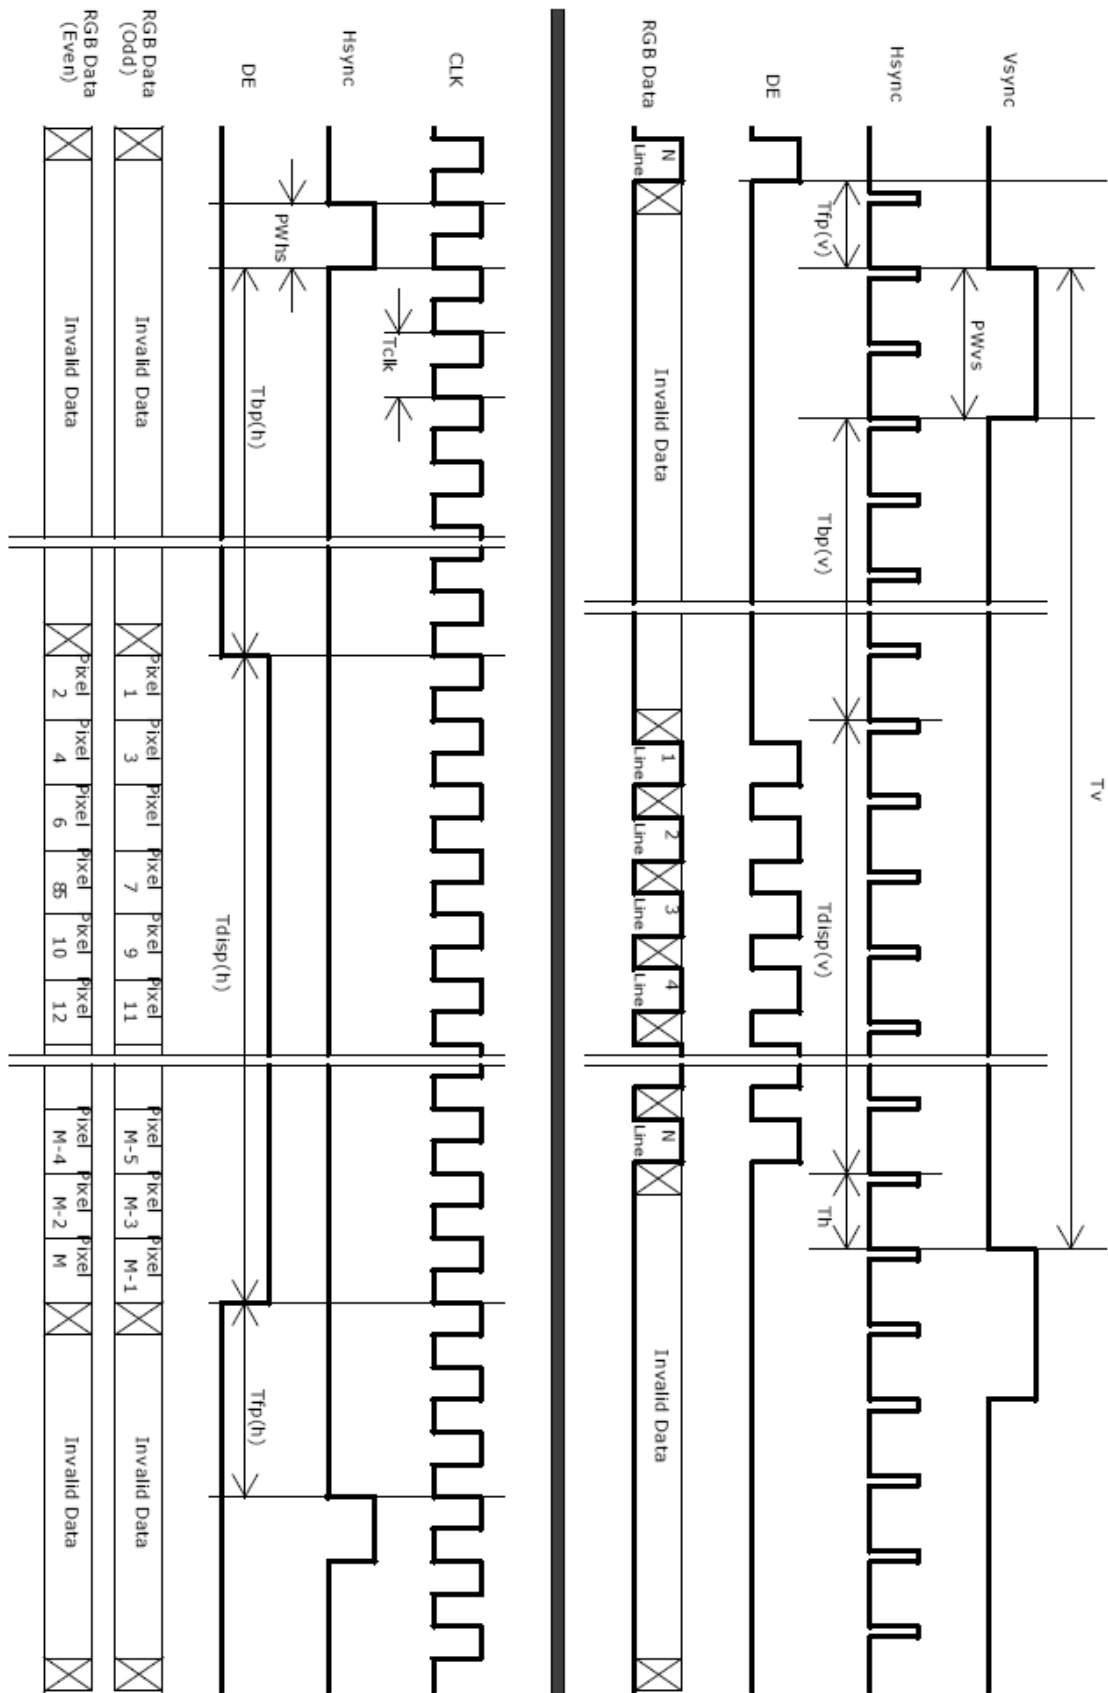 Tv
Vsync
PWvs
Hsync
Tfp(v) Tbp(v) Tdisp(v) Th
DE
RGB Data
N Invalid Data 1 2 3 4 N Invalid Data
Line Line Line Line Line Line
CLK
Tclk
Hsync
PWhs
Tbp(h) Tdisp(h) Tfp(h)
DE
RGB Data
(Odd)
Invalid Data Pixel Pixel Pixel Pixel Pixel Pixel Pixel Pixel Pixel Invalid Data
1 3 7 9 11 M-5 M-3 M-1
RGB Data
(Even)
Invalid Data Pixel Pixel Pixel Pixel Pixel Pixel Pixel Pixel Pixel Invalid Data
2 4 6 10 12 M-4 M-2 M